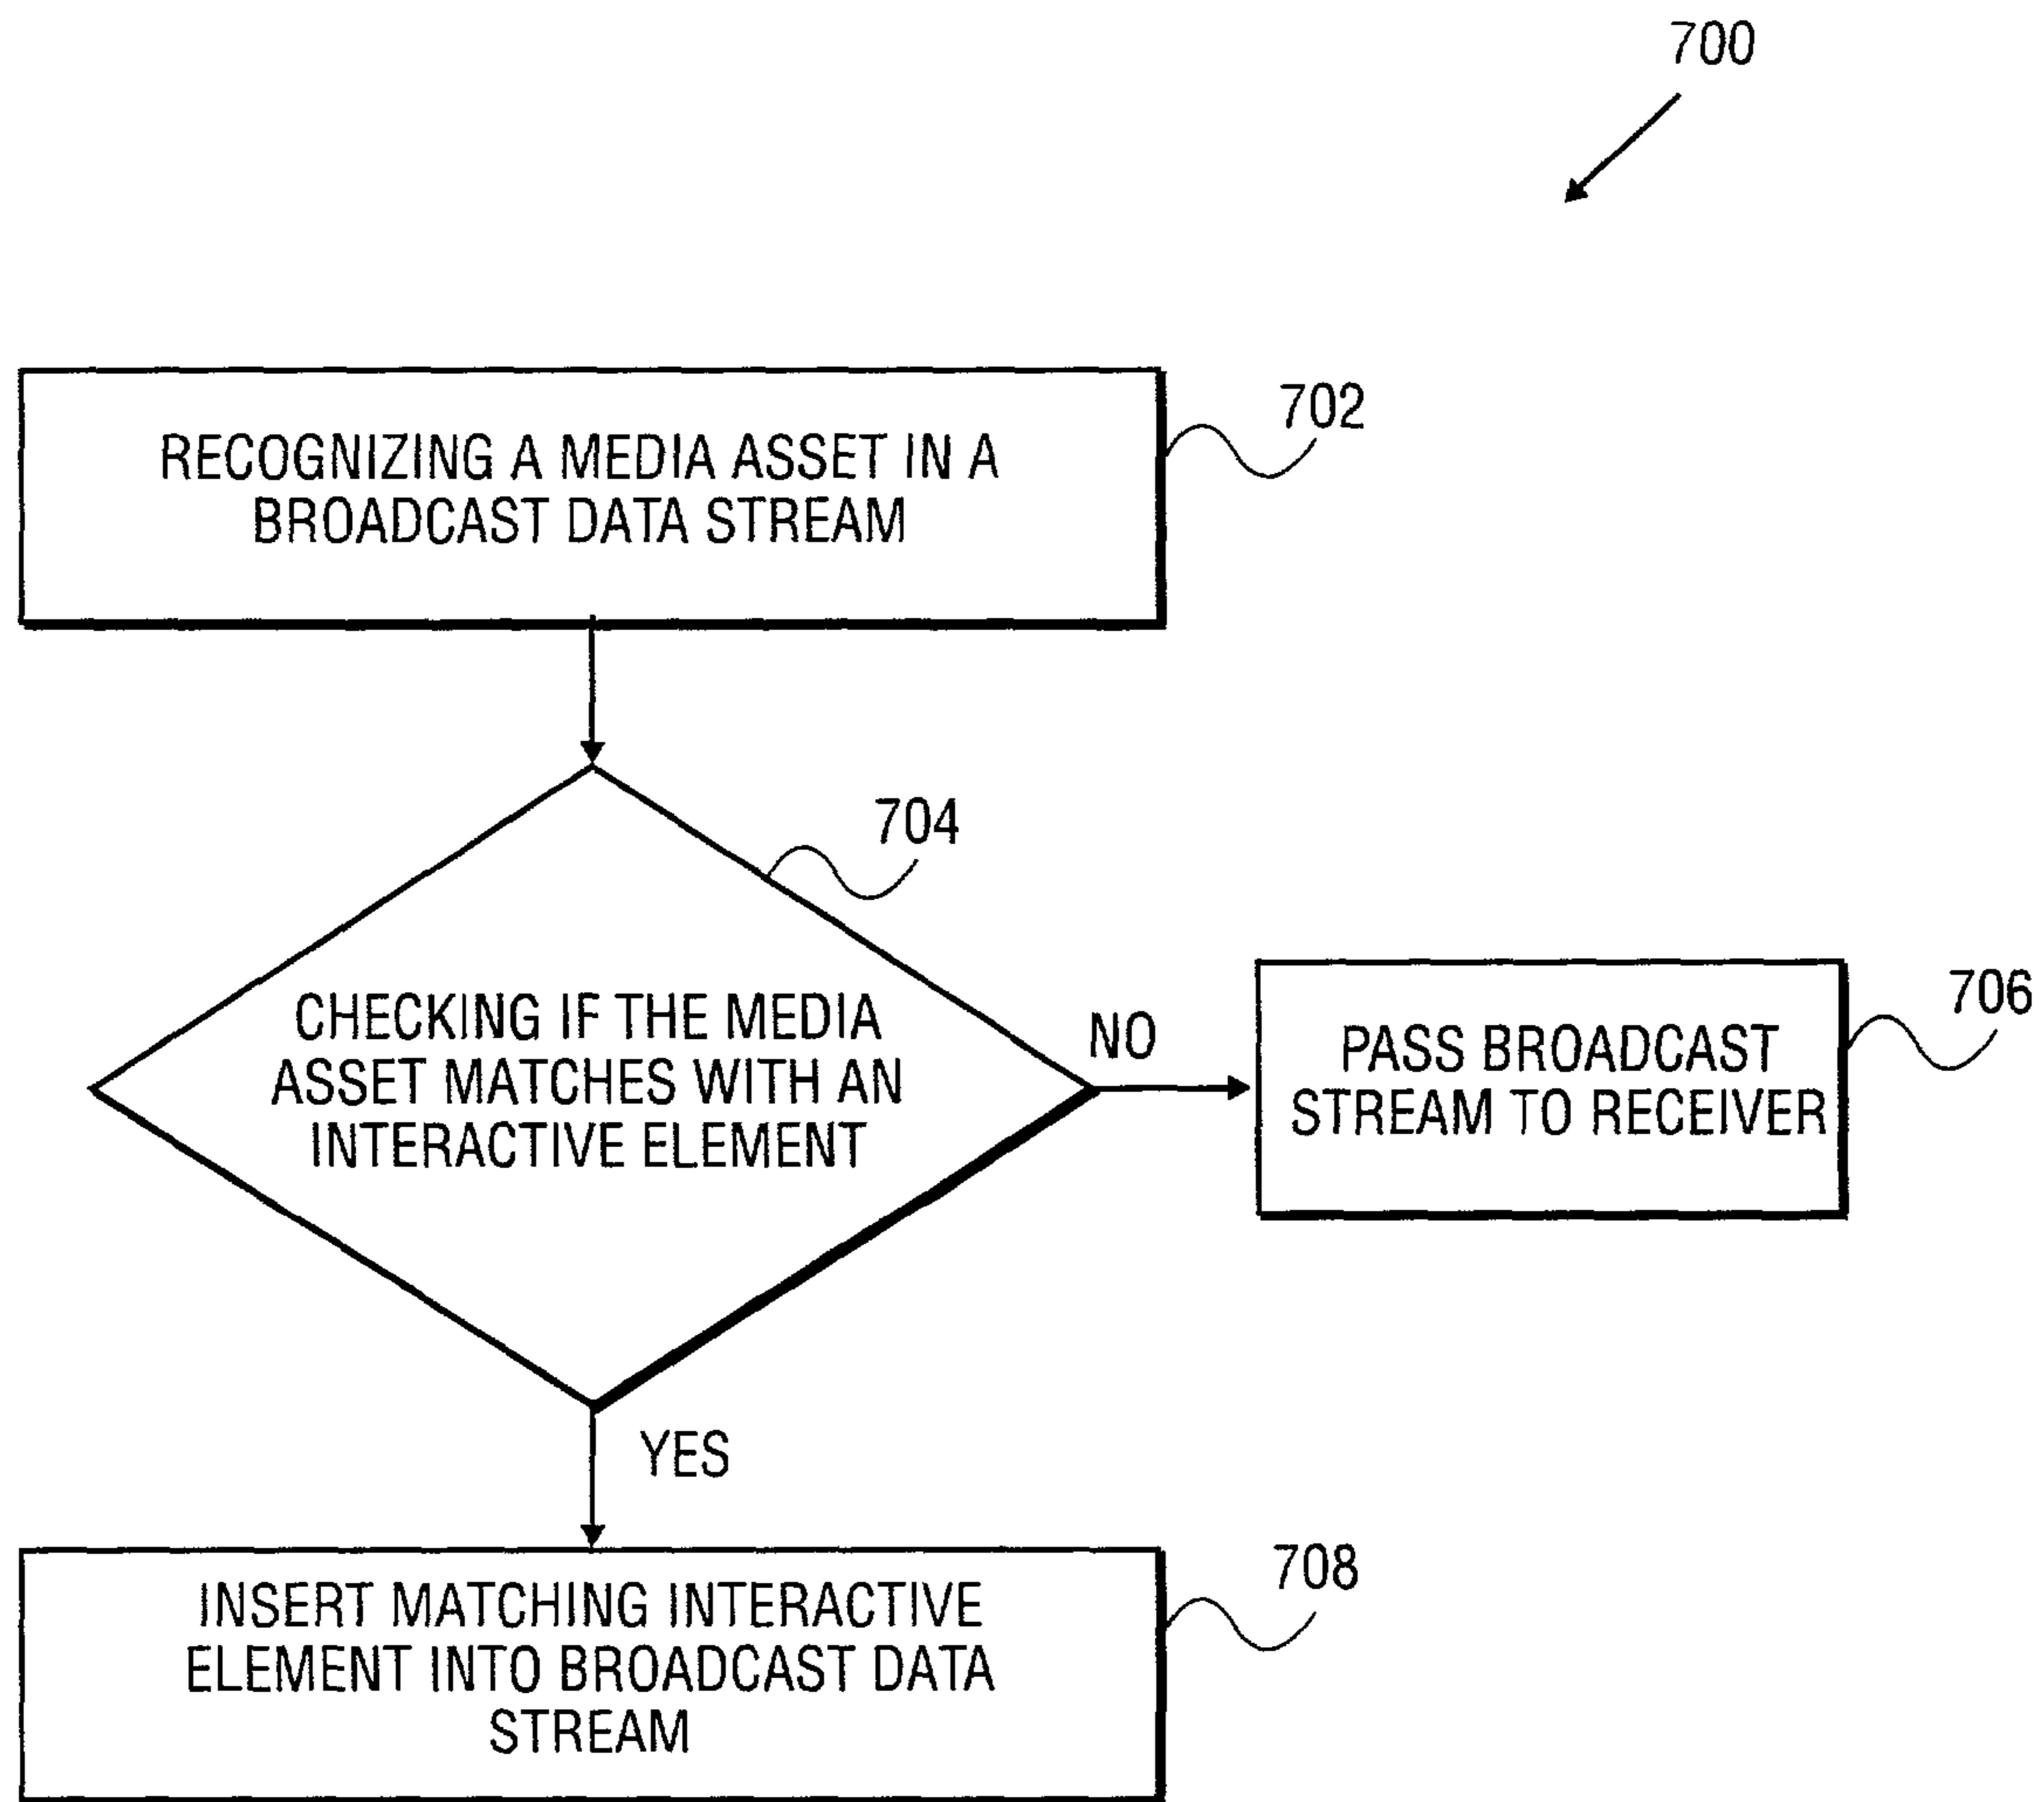 700
RECOGNIZING A MEDIA ASSET IN A
BROADCAST DATA STREAM
702
704
CHECKING IF THE MEDIA
ASSET MATCHES WITH AN
INTERACTIVE ELEMENT
NO
PASS BROADCAST
STREAM TO RECEIVER
706
YES
INSERT MATCHING INTERACTIVE
ELEMENT INTO BROADCAST DATA
STREAM
708